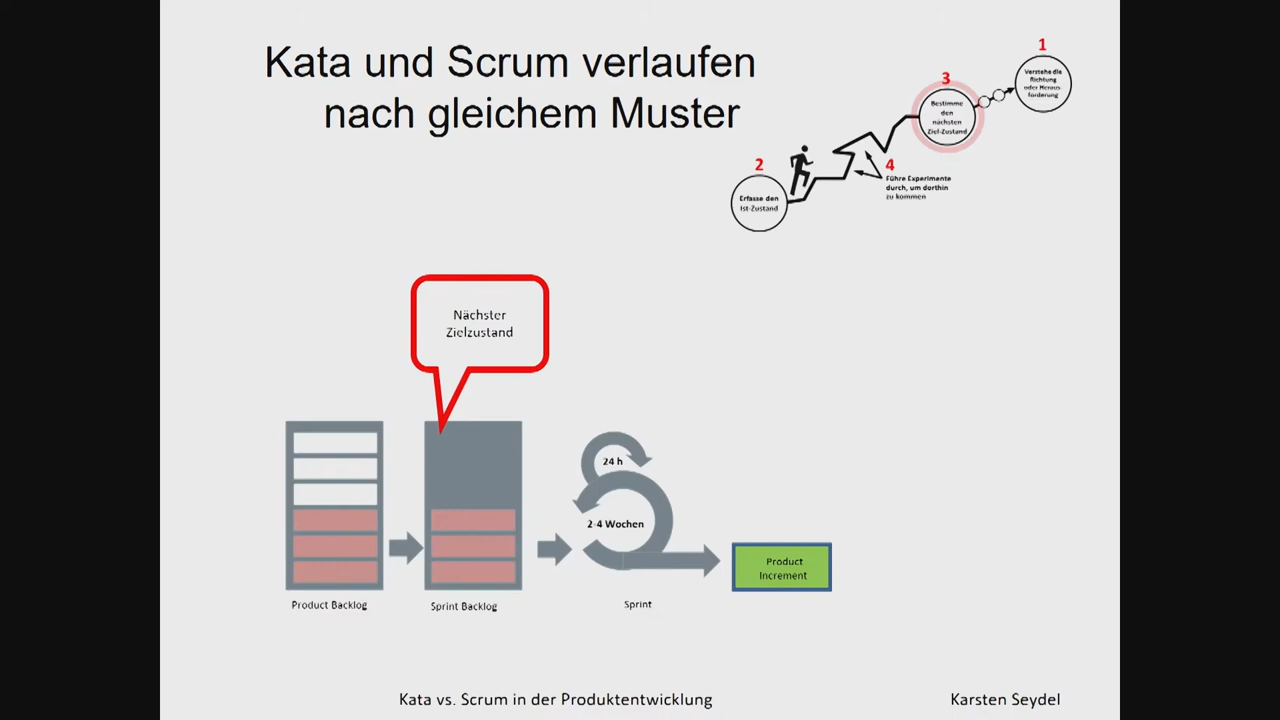 Kata und Scrum verlaufen
nach gleichem Muster
1
Verstehe die
Richtung
oder Heraus-
forderung
3
Bestimme
den
nächsten
Ziel-Zustand
2
Erfasse den
Ist-Zustand
4
Führe Experimente
durch, um dorthin
zu kommen
Nächster
Zielzustand
24 h
2-4 Wochen
Product
Increment
Product Backlog
Sprint Backlog
Sprint
Kata vs. Scrum in der Produktentwicklung
Karsten Seydel